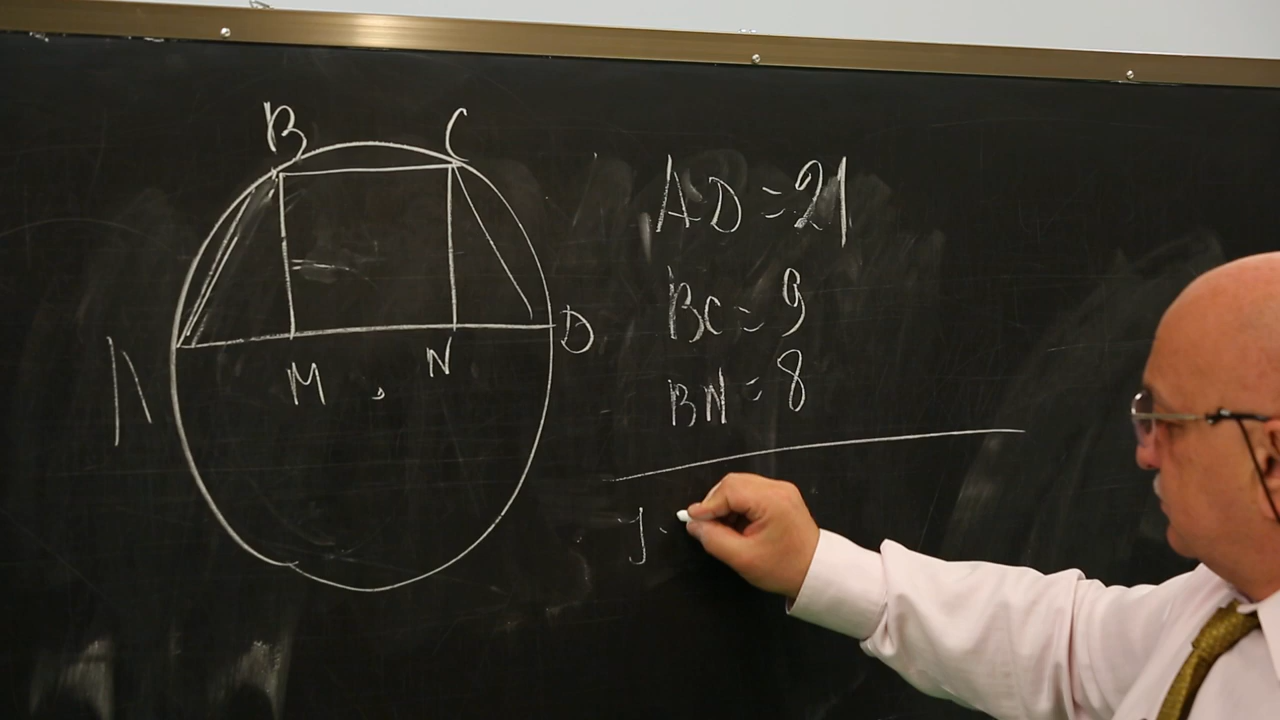 B C
AD = 21
BC = 9
D
M N
BN = 8
A